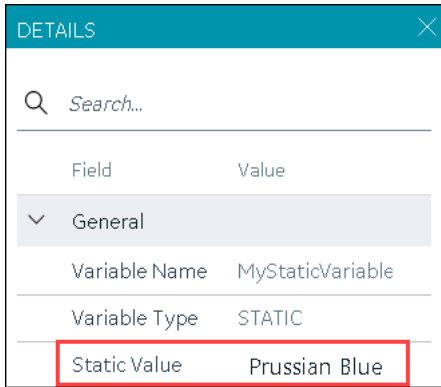 DETAILS
Search...
Field Value
General
Variable Name MyStaticVariable
Variable Type STATIC
Static Value Prussian Blue